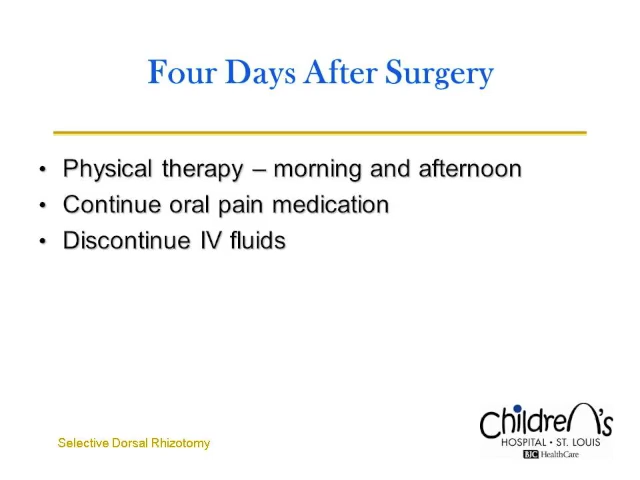 Four Days After Surgery
• Physical therapy – morning and afternoon
• Continue oral pain medication
• Discontinue IV fluids
Selective Dorsal Rhizotomy
Children's
HOSPITAL • ST. LOUIS
BJC HealthCare